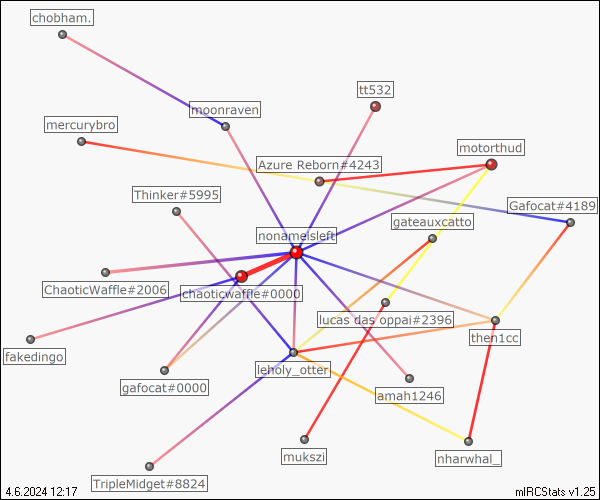 chobham.
tt532
moonraven
mercurybro
motorthud
Azure Reborn#4243
Thinker#5995
Gafocat#4189
gateauxcatto
nonameisleft
ChaoticWaffle#2006
chaoticwaffle#0000
lucas das oppai#2396
then1cc
fakedingo
leholy_otter
gafocat#0000
amah1246
mukszi
nharwhal_
TripleMidget#8824
4.6.2024 12:17
mIRCStats v1.25